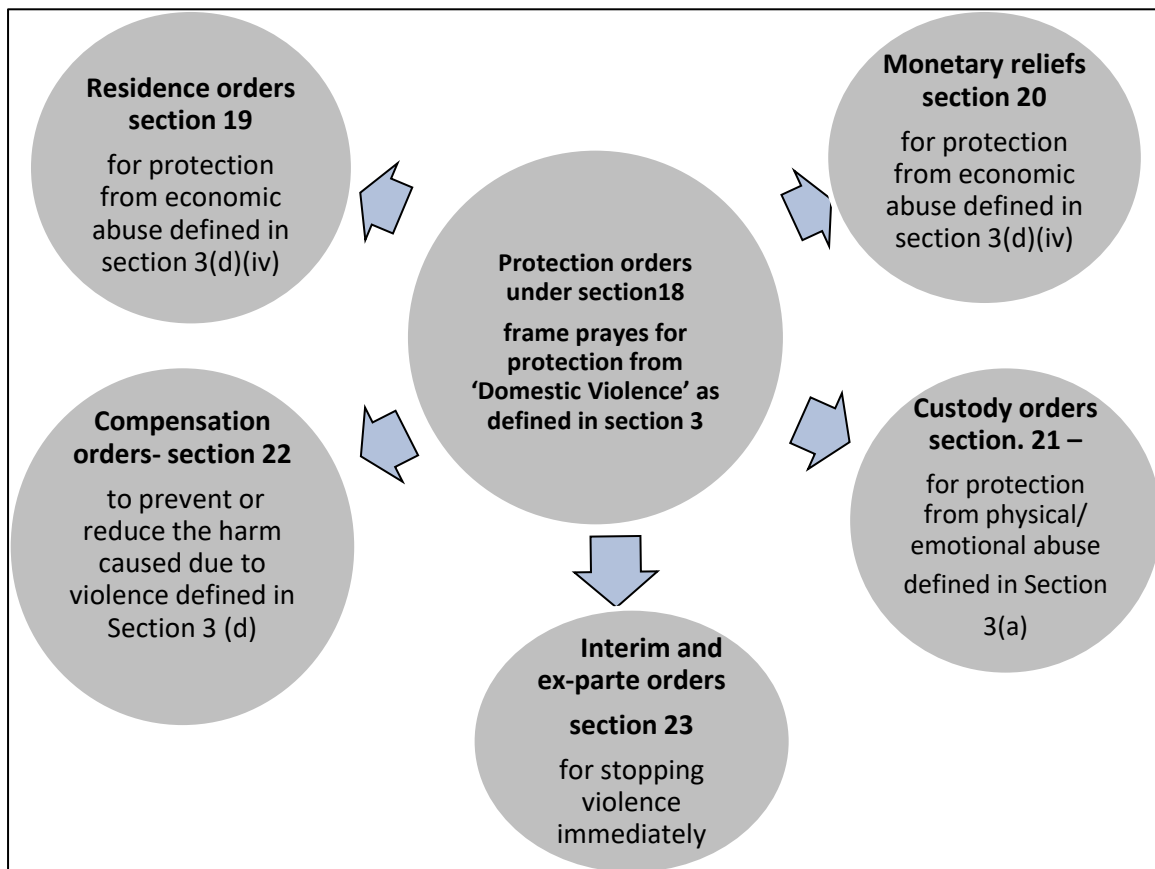 Residence orders
section 19
for protection
from economic
abuse defined in
section 3(d)(iv)
Monetary reliefs
section 20
for protection
from economic
abuse defined in
section 3(d)(iv)
Protection orders
under section18
frame prayes for
protection from
‘Domestic Violence’ as
defined in section 3
Compensation
orders- section 22
to prevent or
reduce the harm
caused due to
violence defined in
Section 3 (d)
Custody orders
section. 21 –
for protection
from physical/
emotional abuse
defined in Section
3(a)
Interim and
ex-parte orders
section 23
for stopping
violence
immediately